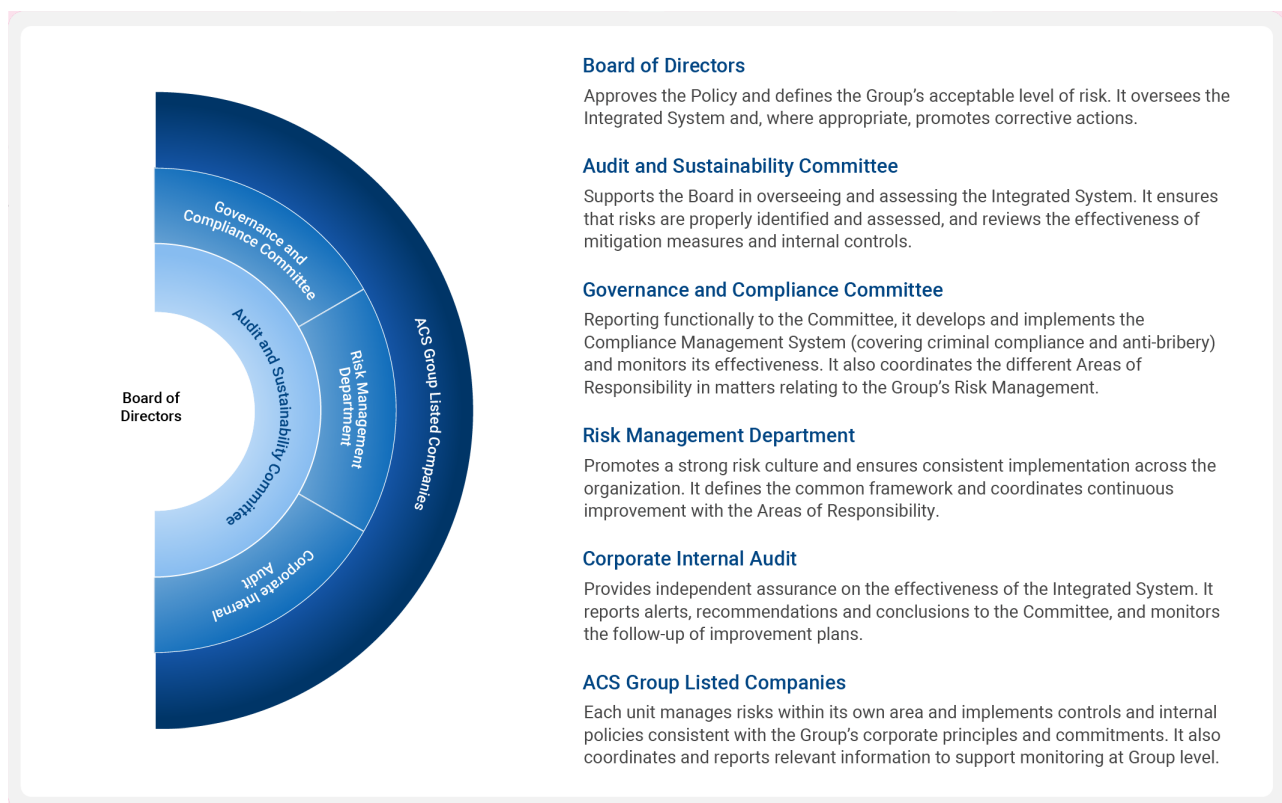 Board of
Directors
Audit and Sustainability Committee
Governance and
Compliance Committee
Risk Management
Department
Corporate Internal
Audit
ACS Group Listed Companies
Board of Directors
Approves the Policy and defines the Group’s acceptable level of risk. It oversees the
Integrated System and, where appropriate, promotes corrective actions.
Audit and Sustainability Committee
Supports the Board in overseeing and assessing the Integrated System. It ensures
that risks are properly identified and assessed, and reviews the effectiveness of
mitigation measures and internal controls.
Governance and Compliance Committee
Reporting functionally to the Committee, it develops and implements the
Compliance Management System (covering criminal compliance and anti-bribery)
and monitors its effectiveness. It also coordinates the different Areas of
Responsibility in matters relating to the Group’s Risk Management.
Risk Management Department
Promotes a strong risk culture and ensures consistent implementation across the
organization. It defines the common framework and coordinates continuous
improvement with the Areas of Responsibility.
Corporate Internal Audit
Provides independent assurance on the effectiveness of the Integrated System. It
reports alerts, recommendations and conclusions to the Committee, and monitors
the follow-up of improvement plans.
ACS Group Listed Companies
Each unit manages risks within its own area and implements controls and internal
policies consistent with the Group’s corporate principles and commitments. It also
coordinates and reports relevant information to support monitoring at Group level.